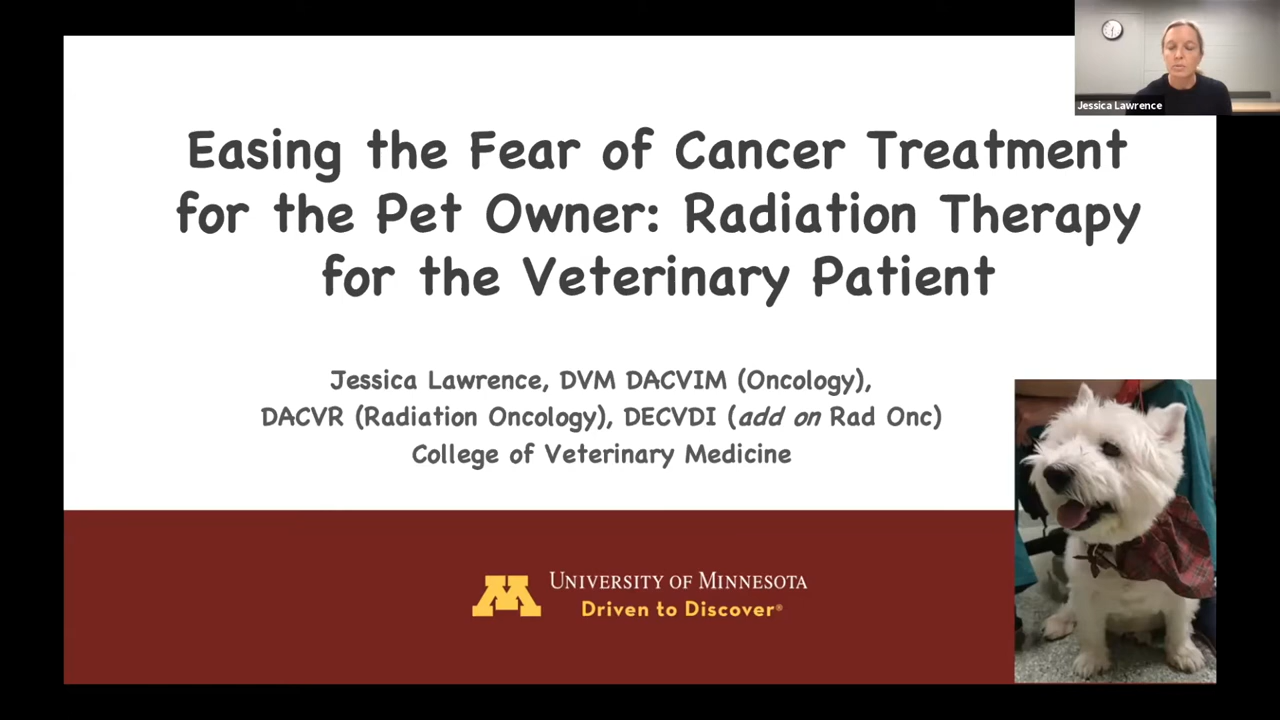 Jessica Lawrence
Easing the Fear of Cancer Treatment
for the Pet Owner: Radiation Therapy
for the Veterinary Patient
Jessica Lawrence, DVM DACVIM (Oncology),
DACVR (Radiation Oncology), DECVDI (add on Rad Onc)
College of Veterinary Medicine
M UNIVERSITY OF MINNESOTA
Driven to Discover®